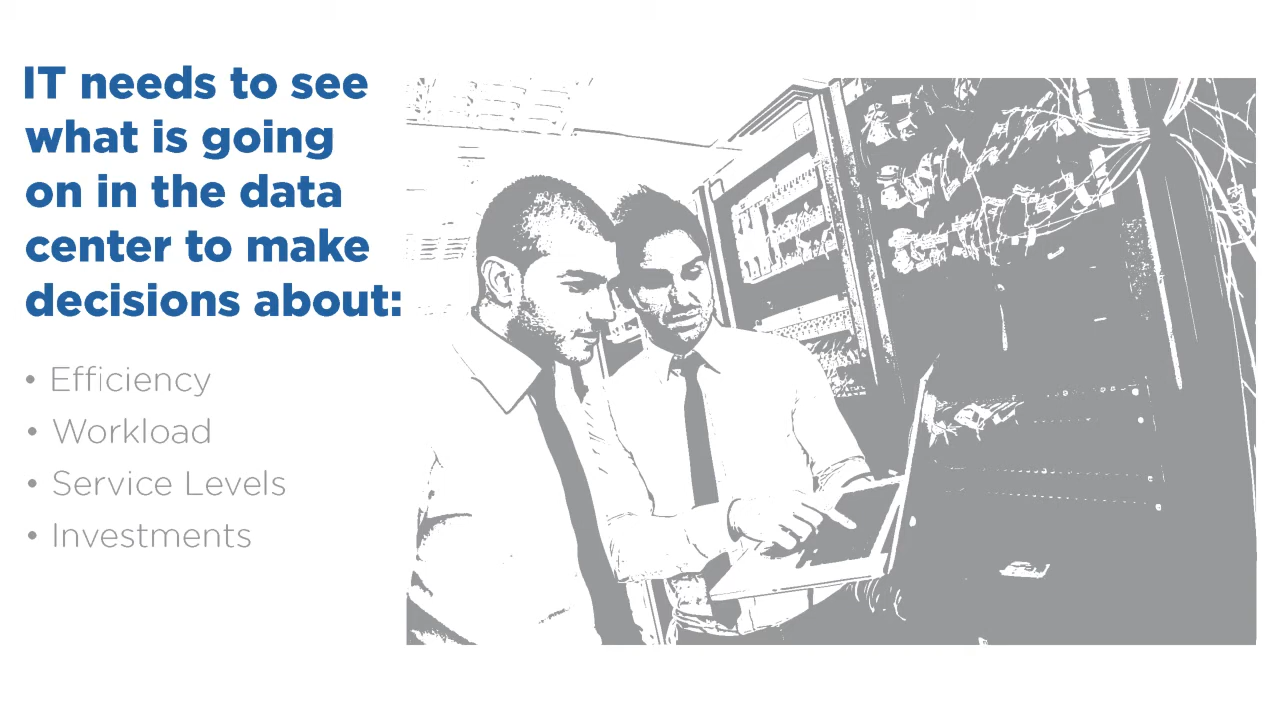 IT needs to see
what is going
on in the data
center to make
decisions about:
• Efficiency
• Workload
• Service Levels
• Investments